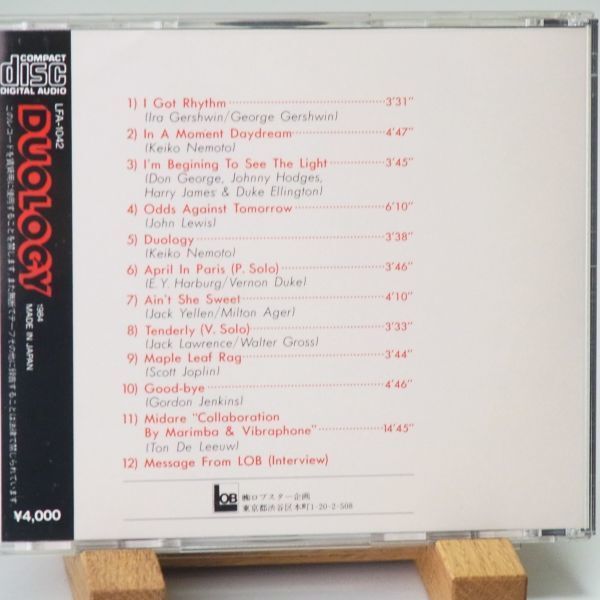 COMPACT
disc
DIGITAL AUDIO
LFA-1042
DUOLOGY
1984
MADE IN JAPAN
¥4,000
1) I Got Rhythm 3'31"
(Ira Gershwin/George Gershwin)
2) In A Moment Daydream 4'47"
(Keiko Nemoto)
3) I'm Begining To See The Light 3'45"
(Don George, Johnny Hodges,
Harry James & Duke Ellington)
4) Odds Against Tomorrow 6'10"
(John Lewis)
5) Duology 3'38"
(Keiko Nemoto)
6) April In Paris (P. Solo) 3'46"
(E.Y. Harburg/Vernon Duke)
7) Ain't She Sweet 4'10"
(Jack Yellen/Milton Ager)
8) Tenderly (V. Solo) 3'33"
(Jack Lawrence/Walter Gross)
9) Maple Leaf Rag 3'44"
(Scott Joplin)
10) Good-bye 4'46"
(Gordon Jenkins)
11) Midare "Collaboration
By Marimba & Vibraphone" 14'45"
(Ton De Leeuw)
12) Message From LOB (Interview)
LOB
㈱ロブスター企画
東京都渋谷区本町1-20-2-508